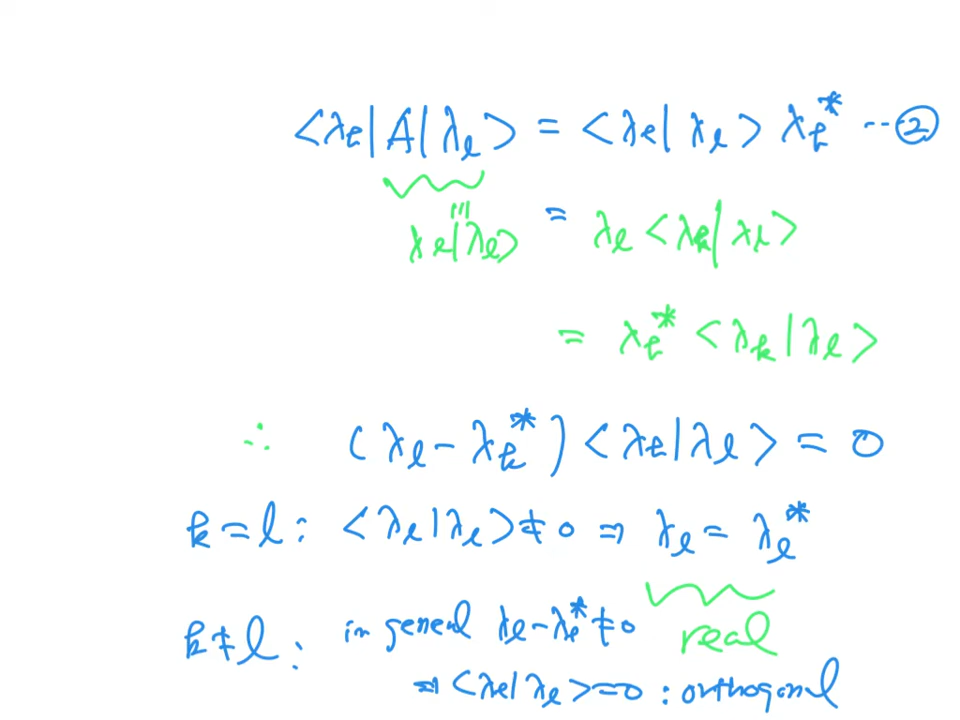 <λk|A|λl> = <λk|λl> λk* --②
λl|λl> = λl <λk|λl>
= λk* <λk|λl>
∴ (λl - λk*) <λk|λl> = 0
k = l : <λl|λl> ≠ 0 ⇒ λl = λl*
real
k ≠ l : in general λl - λk* ≠ 0
⇒ <λk|λl> = 0 : orthogonal